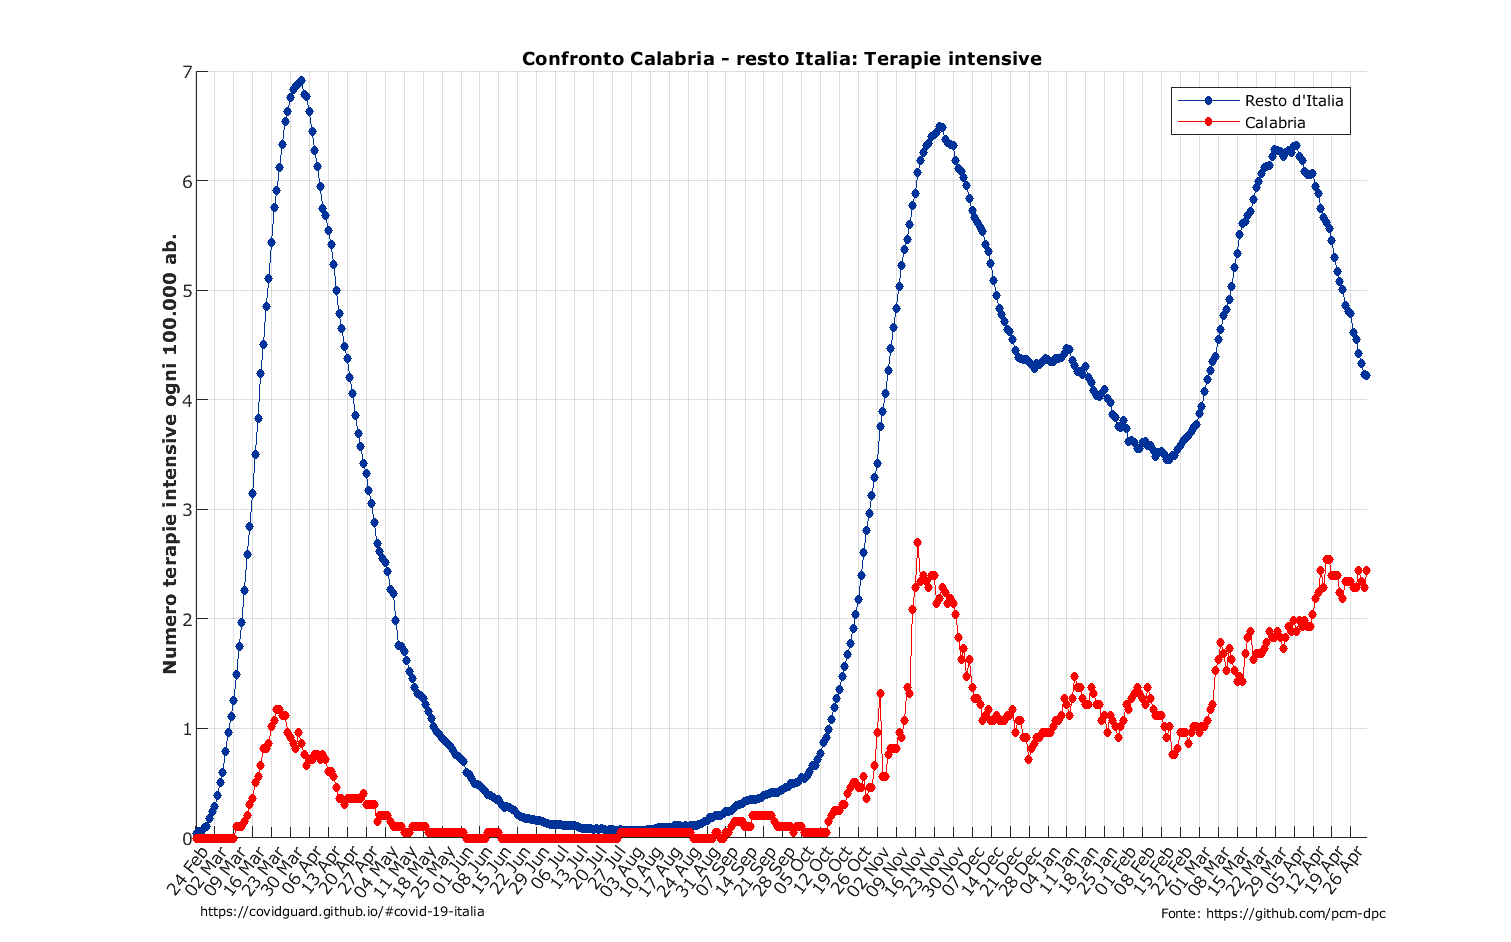 Confronto Calabria - resto Italia: Terapie intensive
Numero terapie intensive ogni 100.000 ab.
7
6
5
4
3
2
1
0
Resto d'Italia
Calabria
24 Feb
02 Mar
09 Mar
16 Mar
23 Mar
30 Mar
06 Apr
13 Apr
20 Apr
27 Apr
04 May
11 May
18 May
25 May
01 Jun
08 Jun
15 Jun
22 Jun
29 Jun
06 Jul
13 Jul
20 Jul
27 Jul
03 Aug
10 Aug
17 Aug
24 Aug
31 Aug
07 Sep
14 Sep
21 Sep
28 Sep
05 Oct
12 Oct
19 Oct
26 Oct
02 Nov
09 Nov
16 Nov
23 Nov
30 Nov
07 Dec
14 Dec
21 Dec
28 Dec
04 Jan
11 Jan
18 Jan
25 Jan
01 Feb
08 Feb
15 Feb
22 Feb
01 Mar
08 Mar
15 Mar
22 Mar
29 Mar
05 Apr
12 Apr
19 Apr
26 Apr
https://covidguard.github.io/#covid-19-italia
Fonte: https://github.com/pcm-dpc